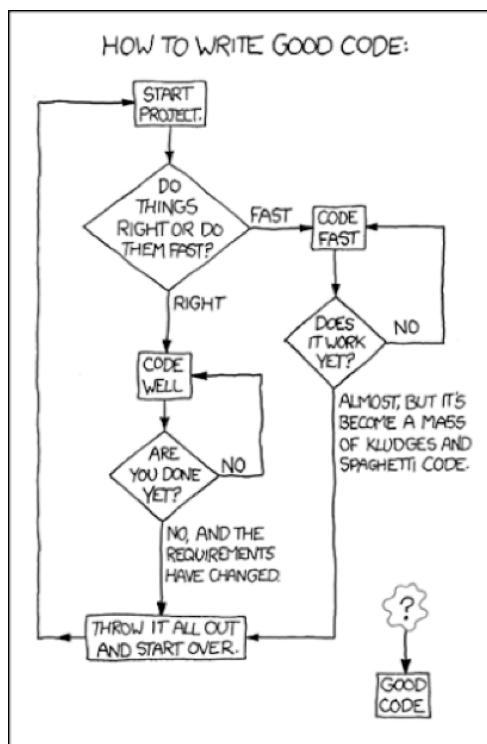 HOW TO WRITE GOOD CODE:
START
PROJECT.
DO
THINGS
RIGHT OR DO
THEM FAST?
FAST
CODE
FAST
RIGHT
DOES
IT WORK
YET?
NO
CODE
WELL
ALMOST, BUT IT'S
BECOME A MASS
OF KLUDGES AND
SPAGHETTI CODE.
ARE
YOU DONE
YET?
NO
NO, AND THE
REQUIREMENTS
HAVE CHANGED.
THROW IT ALL OUT
AND START OVER.
?
GOOD
CODE